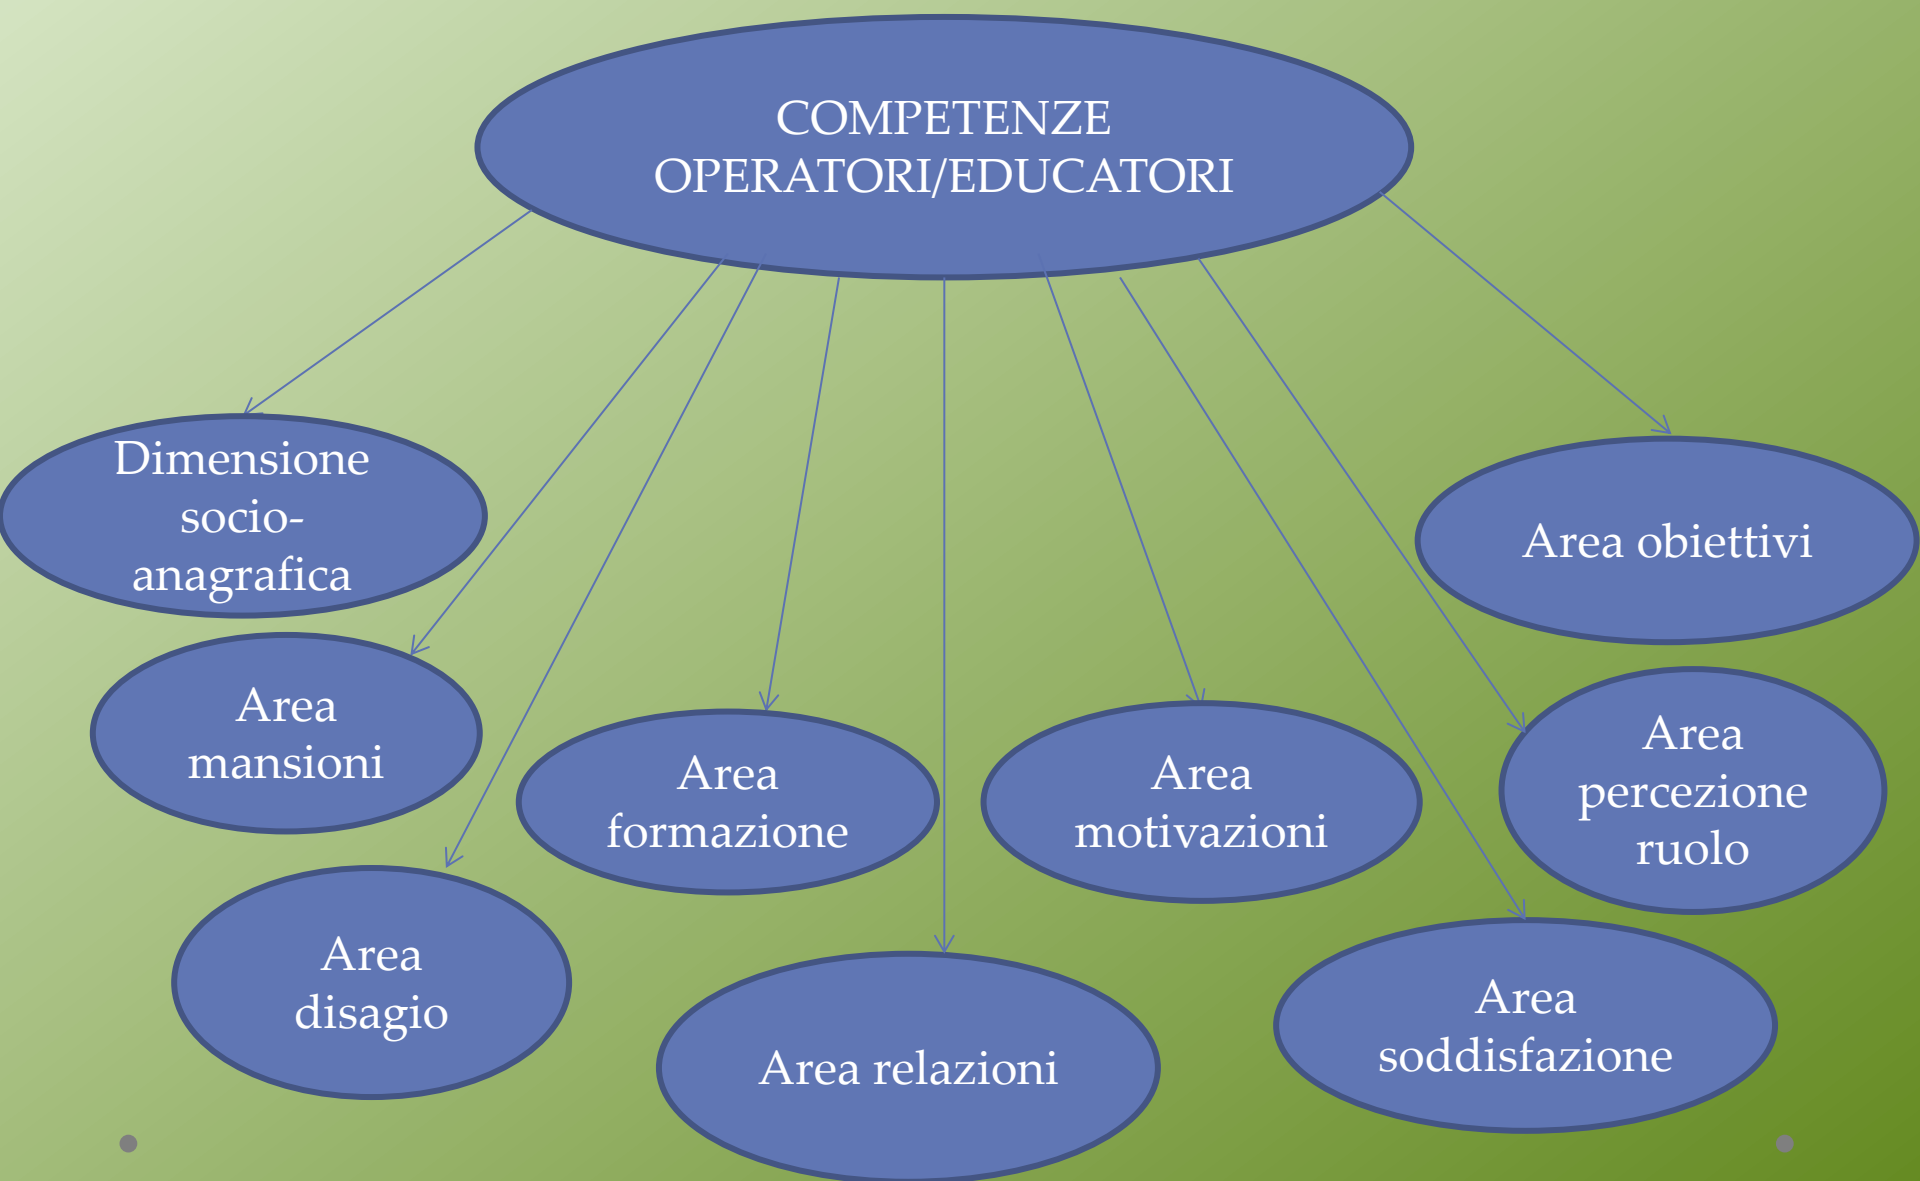 COMPETENZE
OPERATORI/EDUCATORI
Dimensione
socio-
anagrafica
Area obiettivi
Area
mansioni
Area
percezione
ruolo
Area
formazione
Area
motivazioni
Area
disagio
Area relazioni
Area
soddisfazione